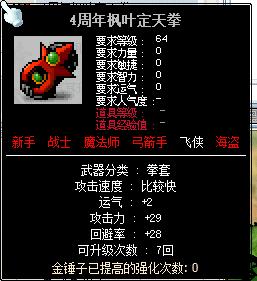 4周年枫叶定天拳
要求等级： 64
要求力量： 0
要求敏捷： 0
要求智力： 0
要求运气： 0
要求人气度： -
道具等级： -
道具经验值： -
新手 战士 魔法师 弓箭手 飞侠 海盗
武器分类 : 拳套
攻击速度 : 比较快
运气 : +2
攻击力 : +29
回避率 : +28
可升级次数 : 7回
金锤子已提高的强化次数: 0